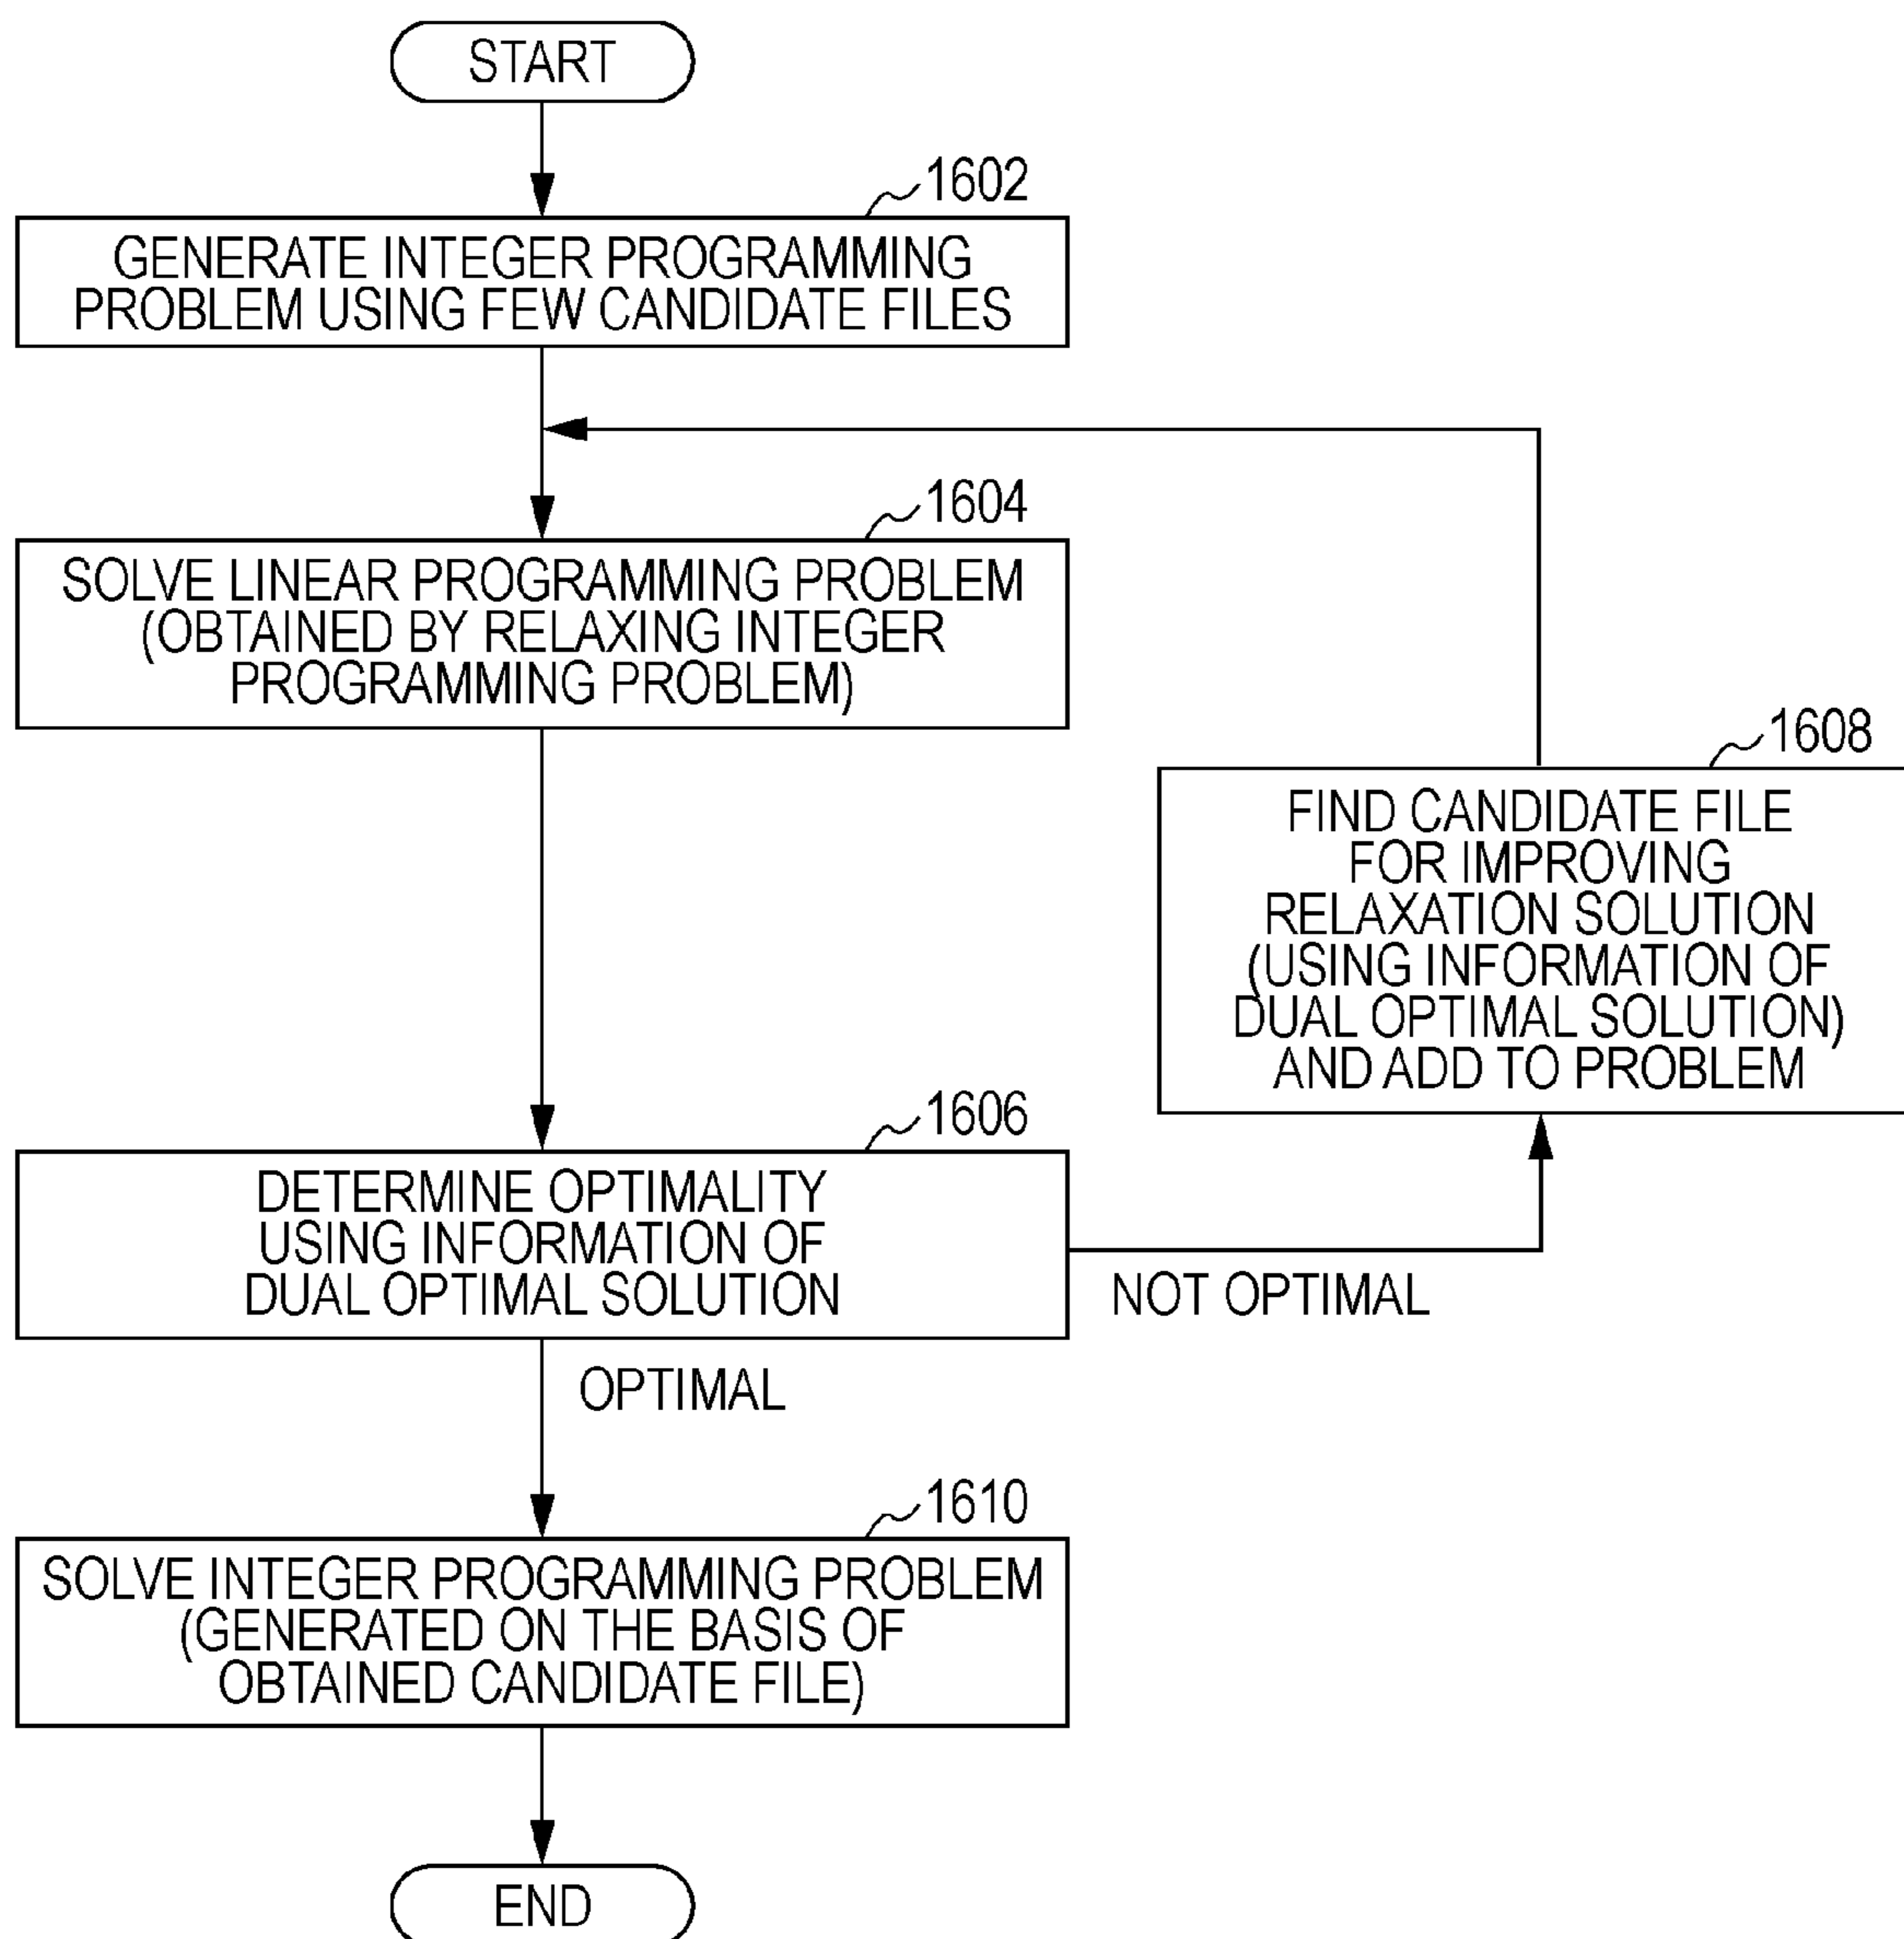 START
1602
GENERATE INTEGER PROGRAMMING
PROBLEM USING FEW CANDIDATE FILES
1604
SOLVE LINEAR PROGRAMMING PROBLEM
(OBTAINED BY RELAXING INTEGER
PROGRAMMING PROBLEM)
1608
FIND CANDIDATE FILE
FOR IMPROVING
RELAXATION SOLUTION
(USING INFORMATION OF
DUAL OPTIMAL SOLUTION)
AND ADD TO PROBLEM
1606
DETERMINE OPTIMALITY
USING INFORMATION OF
DUAL OPTIMAL SOLUTION
NOT OPTIMAL
OPTIMAL
1610
SOLVE INTEGER PROGRAMMING PROBLEM
(GENERATED ON THE BASIS OF
OBTAINED CANDIDATE FILE)
END